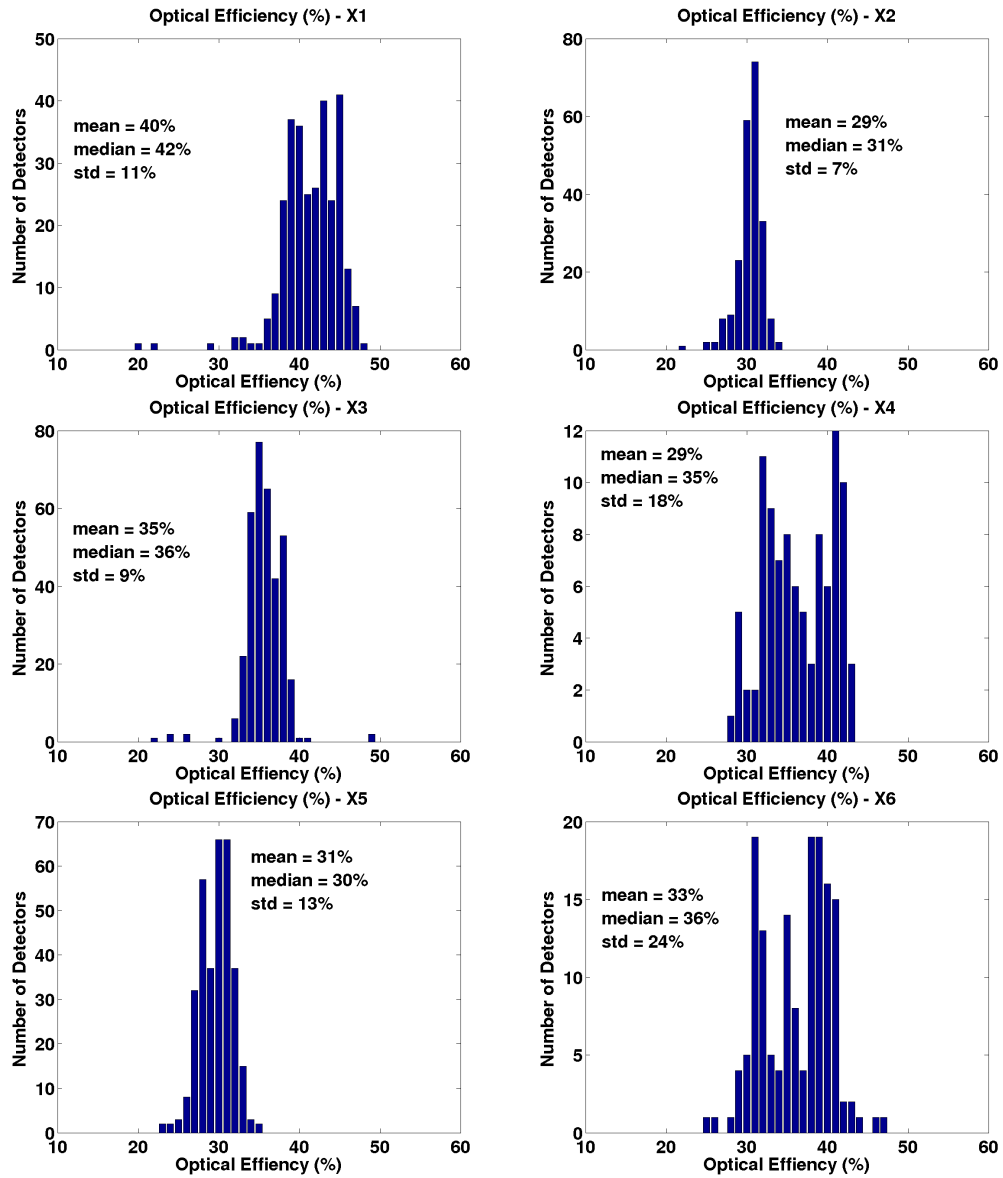 Optical Efficiency (%) - X1
50
40
30
20
10
0
mean = 40%
median = 42%
std = 11%
Number of Detectors
10 20 30 40 50 60
Optical Effiency (%)
Optical Efficiency (%) - X2
80
60
40
20
0
mean = 29%
median = 31%
std = 7%
Number of Detectors
10 20 30 40 50 60
Optical Effiency (%)
Optical Efficiency (%) - X3
80
60
40
20
0
mean = 35%
median = 36%
std = 9%
Number of Detectors
10 20 30 40 50 60
Optical Effiency (%)
Optical Efficiency (%) - X4
12
10
8
6
4
2
0
mean = 29%
median = 35%
std = 18%
Number of Detectors
10 20 30 40 50 60
Optical Effiency (%)
Optical Efficiency (%) - X5
70
60
50
40
30
20
10
0
mean = 31%
median = 30%
std = 13%
Number of Detectors
10 20 30 40 50 60
Optical Effiency (%)
Optical Efficiency (%) - X6
20
15
10
5
0
mean = 33%
median = 36%
std = 24%
Number of Detectors
10 20 30 40 50 60
Optical Effiency (%)